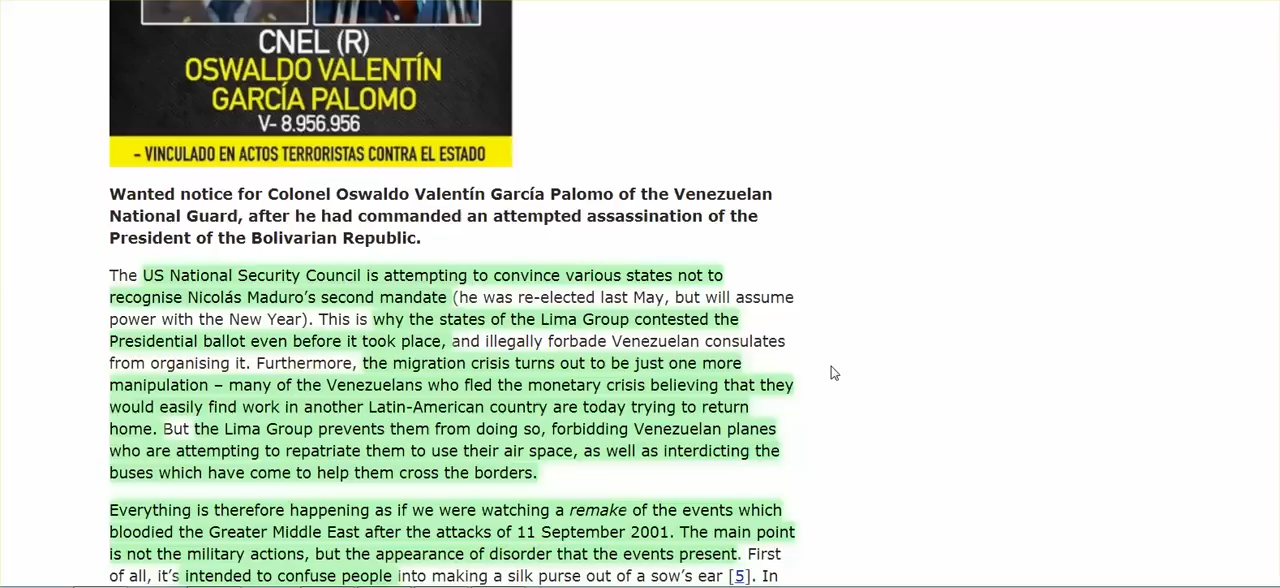 CNEL (R)
OSWALDO VALENTÍN
GARCÍA PALOMO
V- 8.956.956
- VINCULADO EN ACTOS TERRORISTAS CONTRA EL ESTADO
Wanted notice for Colonel Oswaldo Valentín García Palomo of the Venezuelan
National Guard, after he had commanded an attempted assassination of the
President of the Bolivarian Republic.
The US National Security Council is attempting to convince various states not to
recognise Nicolás Maduro’s second mandate (he was re-elected last May, but will assume
power with the New Year). This is why the states of the Lima Group contested the
Presidential ballot even before it took place, and illegally forbade Venezuelan consulates
from organising it. Furthermore, the migration crisis turns out to be just one more
manipulation – many of the Venezuelans who fled the monetary crisis believing that they
would easily find work in another Latin-American country are today trying to return
home. But the Lima Group prevents them from doing so, forbidding Venezuelan planes
who are attempting to repatriate them to use their air space, as well as interdicting the
buses which have come to help them cross the borders.
Everything is therefore happening as if we were watching a remake of the events which
bloodied the Greater Middle East after the attacks of 11 September 2001. The main point
is not the military actions, but the appearance of disorder that the events present. First
of all, it’s intended to confuse people into making a silk purse out of a sow’s ear [5]. In